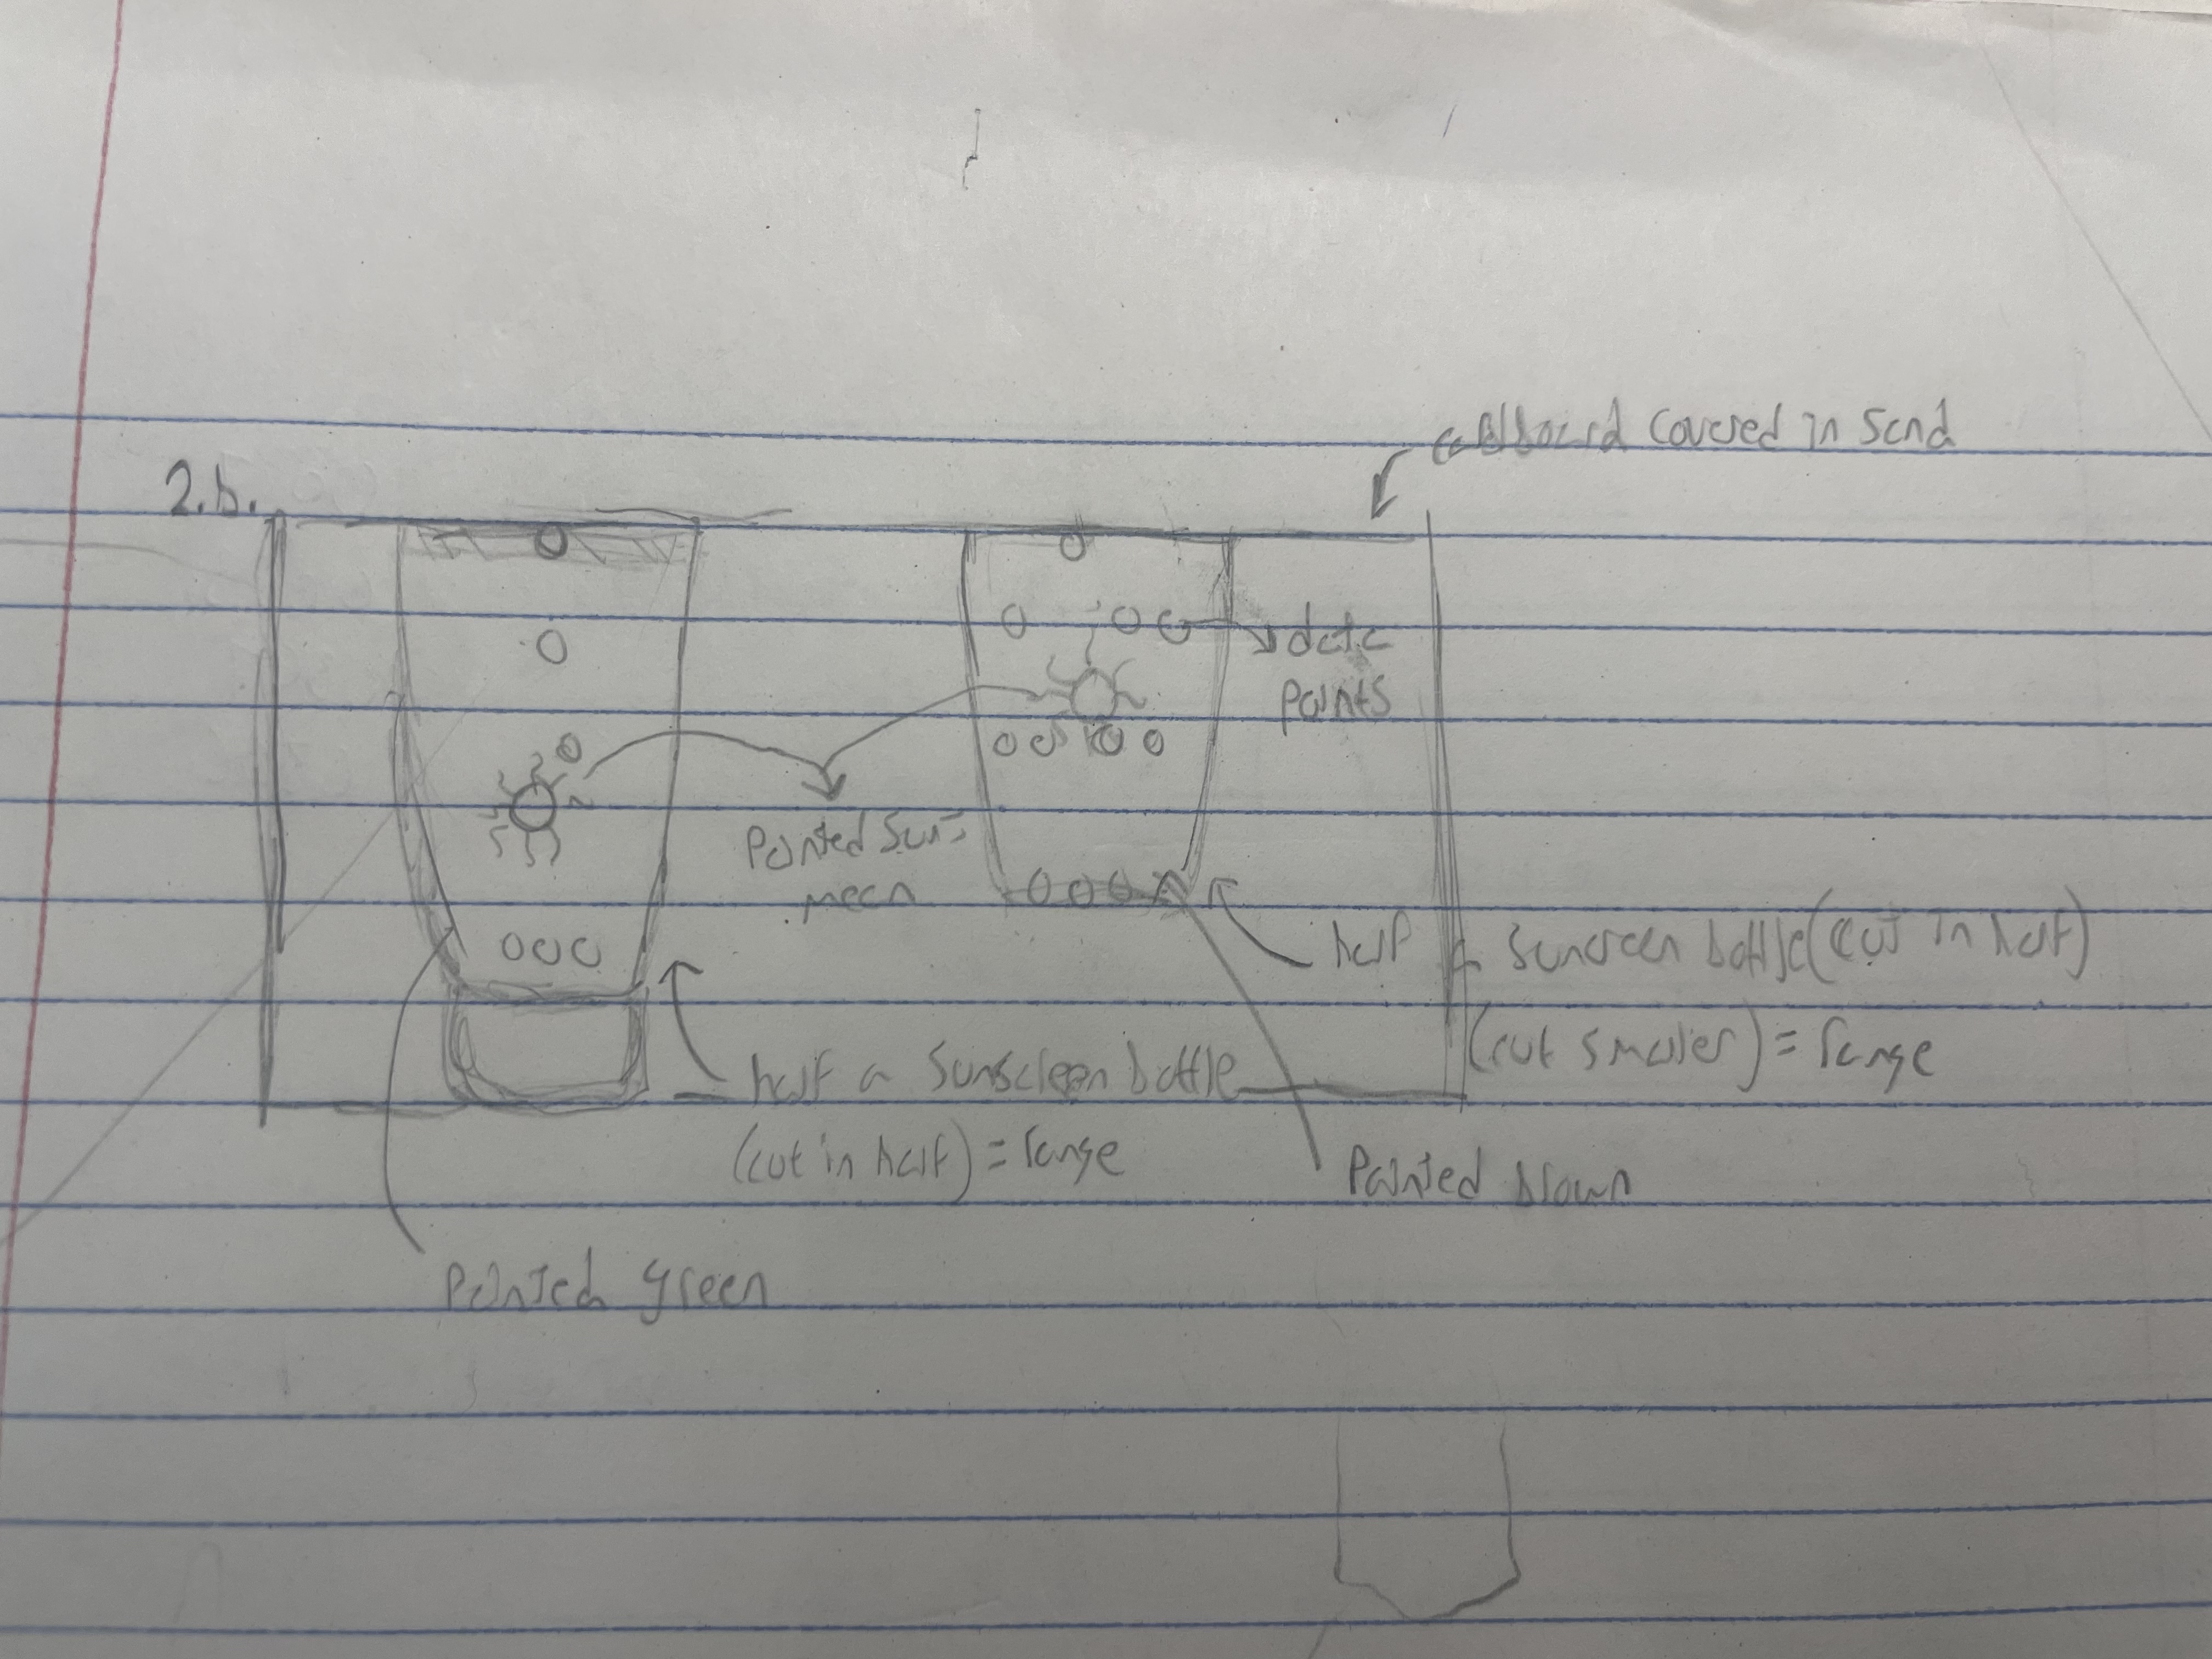 cardboard covered in sand
2.b.
data
points
Painted Sun =
mean
half a sunscreen bottle (cut in half)
(cut smaller) = range
half a sunscreen bottle
(cut in half) = range
Painted brown
Painted green